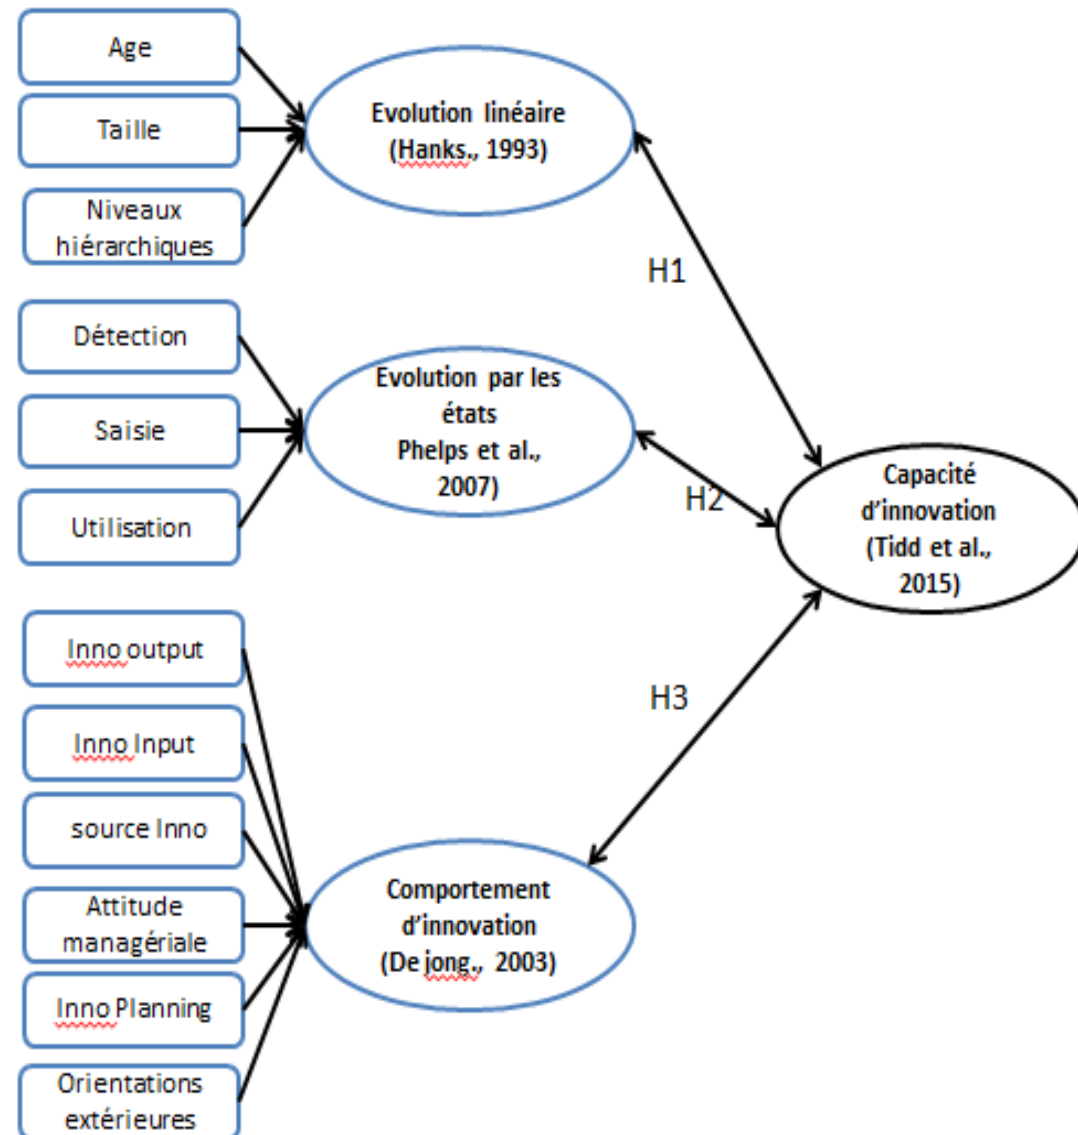 Age
Taille
Niveaux
hiérarchiques
Evolution linéaire
(Hanks., 1993)
H1
Détection
Saisie
Utilisation
Evolution par les
états
Phelps et al.,
2007)
H2
Capacité
d'innovation
(Tidd et al.,
2015)
Inno output
Inno Input
source Inno
Attitude
managériale
Inno Planning
Orientations
extérieures
H3
Comportement
d'innovation
(De jong., 2003)